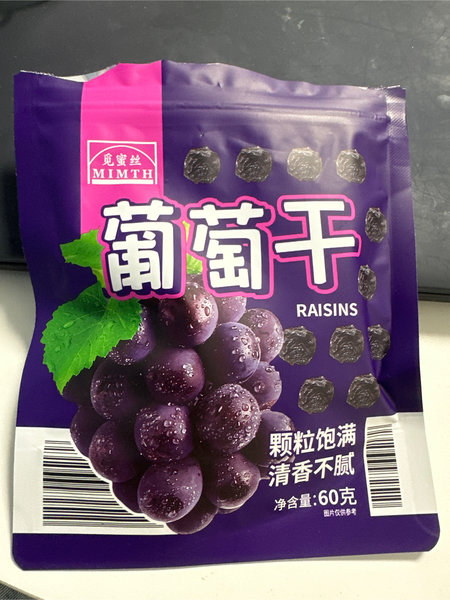 觅蜜丝
MIMTH
葡萄干
RAISINS
颗粒饱满
清香不腻
净含量:60克
图片仅供参考